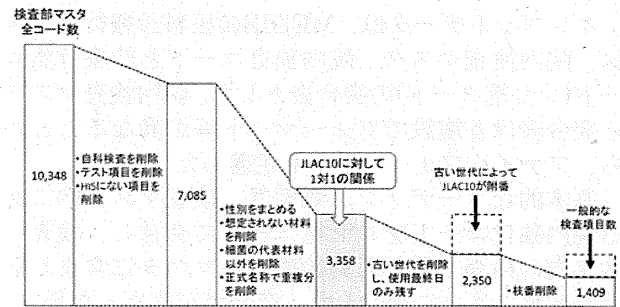 検査部マスタ
全コード数
10,348
・自科検査を削除
・テスト項目を削除
・HISにない項目を
削除
7,085
・性別をまとめる
・想定されない材料
を削除
・細菌の代表材料
以外を削除
・正式名称で重複分
を削除
JLAC10に対して
1対1の関係
3,358
・古い世代を削除
し、使用最終日
のみ残す
古い世代によって
JLAC10が附番
2,350
・枝番削除
一般的な
検査項目数
1,409